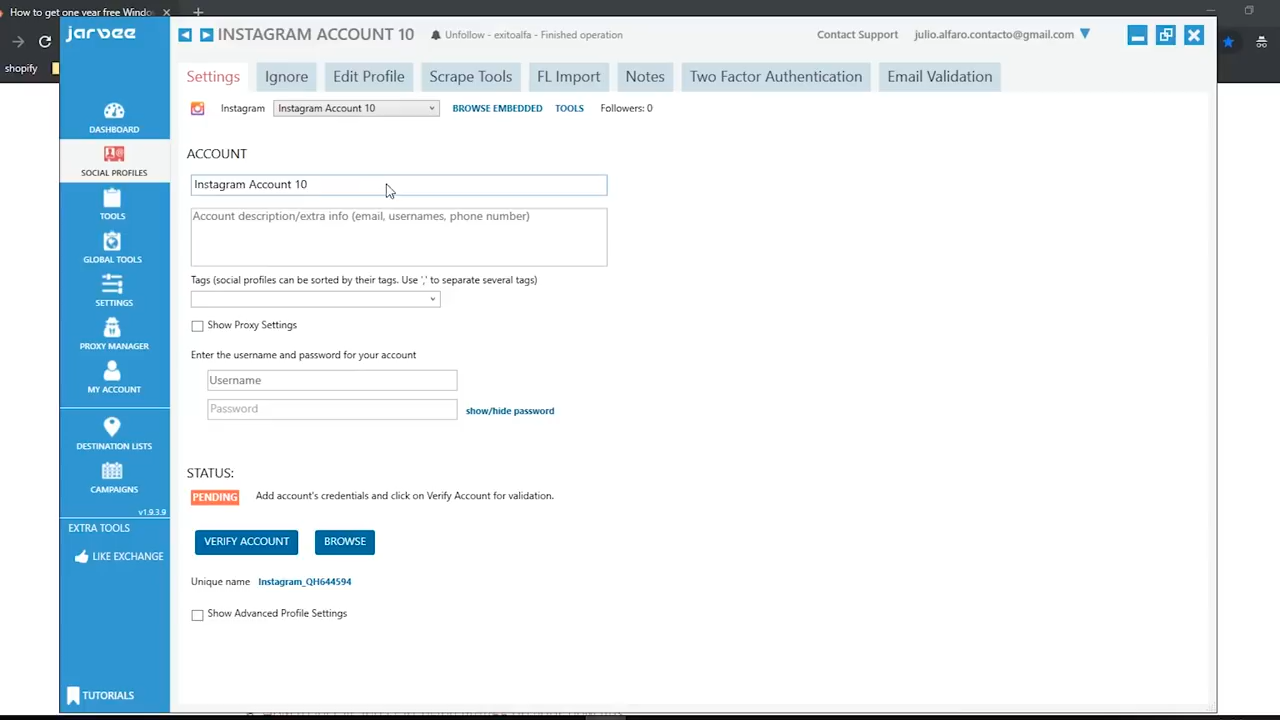 How to get one year free Windo
shopify
jarbee
INSTAGRAM ACCOUNT 10
Unfollow - exitoalfa - Finished operation
Contact Support
julio.alfaro.contacto@gmail.com
Settings
Ignore
Edit Profile
Scrape Tools
FL Import
Notes
Two Factor Authentication
Email Validation
Instagram
Instagram Account 10
BROWSE EMBEDDED
TOOLS
Followers: 0
DASHBOARD
SOCIAL PROFILES
TOOLS
GLOBAL TOOLS
SETTINGS
PROXY MANAGER
MY ACCOUNT
DESTINATION LISTS
CAMPAIGNS
v1.9.3.9
EXTRA TOOLS
LIKE EXCHANGE
TUTORIALS
ACCOUNT
Instagram Account 10
Account description/extra info (email, usernames, phone number)
Tags (social profiles can be sorted by their tags. Use ',' to separate several tags)
Show Proxy Settings
Enter the username and password for your account
Username
Password
show/hide password
STATUS:
PENDING
Add account's credentials and click on Verify Account for validation.
VERIFY ACCOUNT
BROWSE
Unique name
Instagram_QH644594
Show Advanced Profile Settings